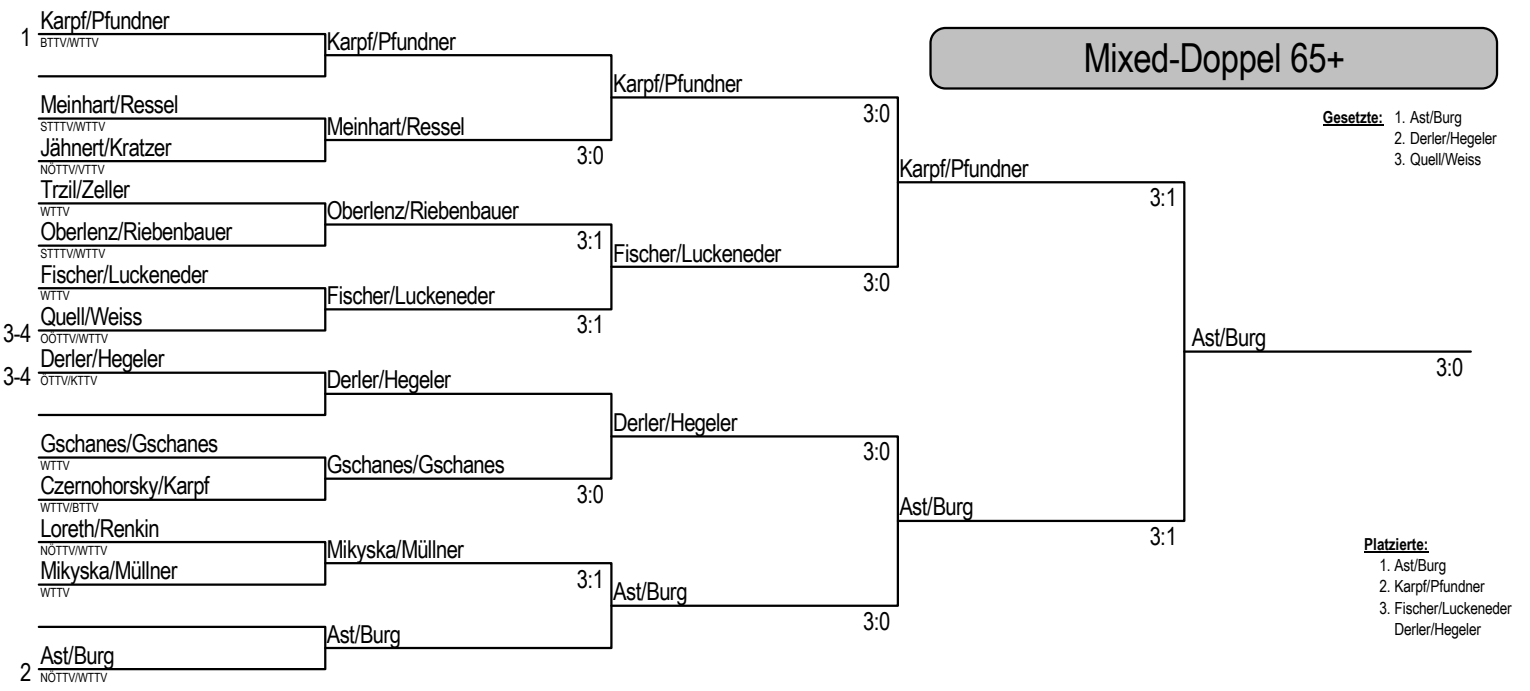 Mixed-Doppel 65+
Gesetzte: 1. Ast/Burg
2. Derler/Hegeler
3. Quell/Weiss
1 Karpf/Pfundner
BTTV/WTTV
Meinhart/Ressel
STTTV/WTTV
Jähnert/Kratzer
NÖTTV/VTTV
Trzil/Zeller
WTTV
Oberlenz/Riebenbauer
STTTV/WTTV
Fischer/Luckeneder
WTTV
3-4 Quell/Weiss
OÖTTV/WTTV
3-4 Derler/Hegeler
ÖTTV/KTTV
Gschanes/Gschanes
WTTV
Czernohorsky/Karpf
WTTV/BTTV
Loreth/Renkin
NÖTTV/WTTV
Mikyska/Müllner
WTTV
2 Ast/Burg
NÖTTV/WTTV
Karpf/Pfundner
Meinhart/Ressel
3:0
Oberlenz/Riebenbauer
3:1
Fischer/Luckeneder
3:1
Derler/Hegeler
Gschanes/Gschanes
3:0
Mikyska/Müllner
3:1
Ast/Burg
Karpf/Pfundner
3:0
Fischer/Luckeneder
3:0
Derler/Hegeler
3:0
Ast/Burg
3:0
Karpf/Pfundner
3:1
Ast/Burg
3:1
Ast/Burg
3:0
Platzierte:
1. Ast/Burg
2. Karpf/Pfundner
3. Fischer/Luckeneder
Derler/Hegeler